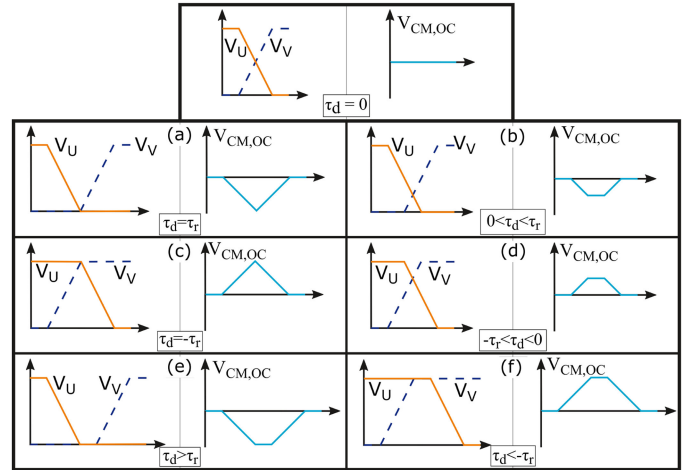 V_U V_V V_CM,OC
τ_d = 0
(a) (b)
V_U V_V V_CM,OC V_U V_V V_CM,OC
τ_d=τ_r 0<τ_d<τ_r
(c) (d)
V_U V_V V_CM,OC V_U V_V V_CM,OC
τ_d=-τ_r -τ_r<τ_d<0
(e) (f)
V_U V_V V_CM,OC V_U V_V V_CM,OC
τ_d>τ_r τ_d<-τ_r